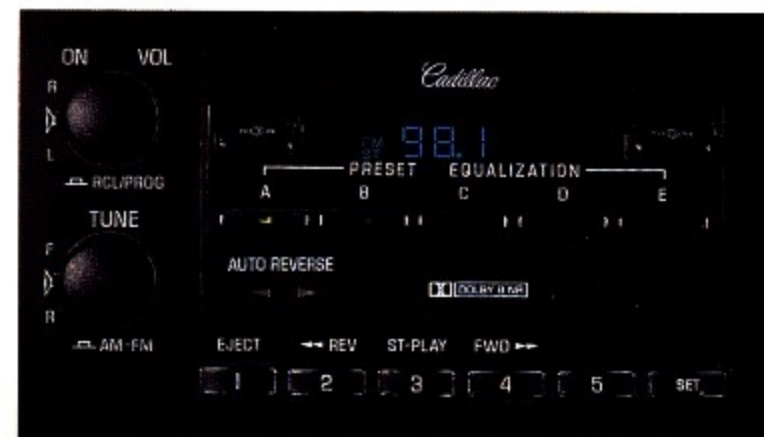 ON VOL
Cadillac
R
L
98.1
RCL/PROG
PRESET EQUALIZATION
A B C D E
TUNE
F
R
AUTO REVERSE
DOLBY B NR
AM-FM
EJECT ◄◄ REV ST-PLAY FWD ►►
1 2 3 4 5 SET